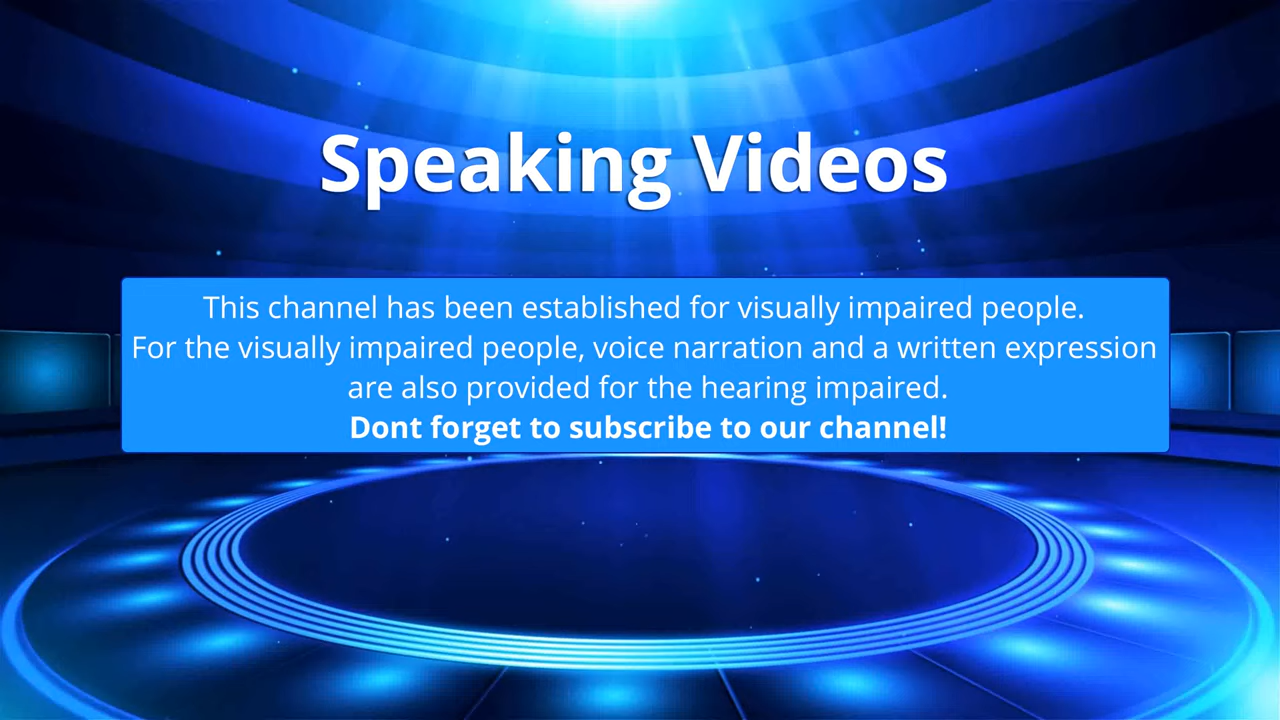 Speaking Videos
This channel has been established for visually impaired people.
For the visually impaired people, voice narration and a written expression
are also provided for the hearing impaired.
Dont forget to subscribe to our channel!